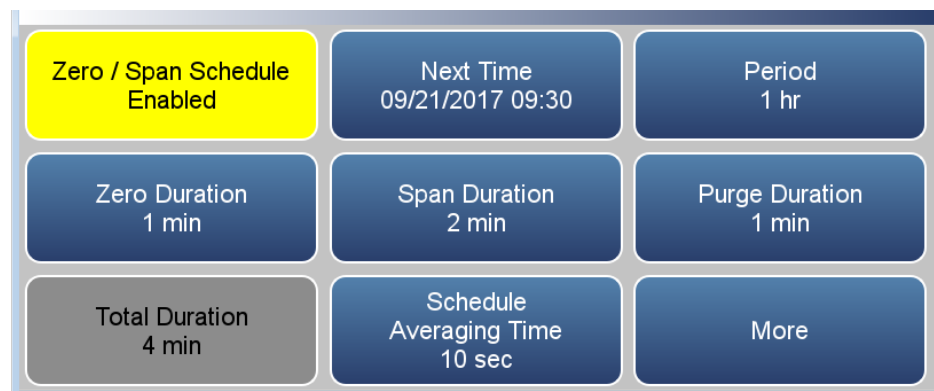 Zero / Span Schedule
Enabled
Next Time
09/21/2017 09:30
Period
1 hr
Zero Duration
1 min
Span Duration
2 min
Purge Duration
1 min
Total Duration
4 min
Schedule
Averaging Time
10 sec
More